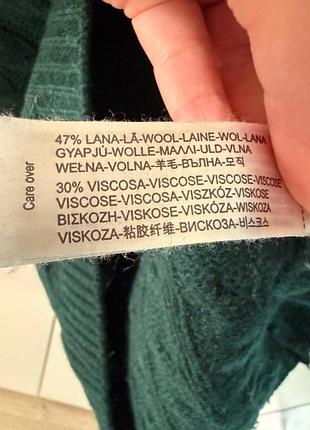 Care over
47% LANA-LÃ-WOOL-LAINE-WOL-LANA
GYAPJÚ-WOLLE-ΜΑΛΛΙ-ULD-VLNA
WEŁNA-VOLNA-羊毛-ВЪЛНА-모직
30% VISCOSA-VISCOSE-VISCOSE-VISCOSE
VISCOSE-VISCOSA-VISZKÓZ-VISKOSE
ΒΙΣΚΟΖΗ-VISKOSE-VISKÓZA-WISKOZA
VISKOZA-粘胶纤维-ВИСКОЗА-비스코스